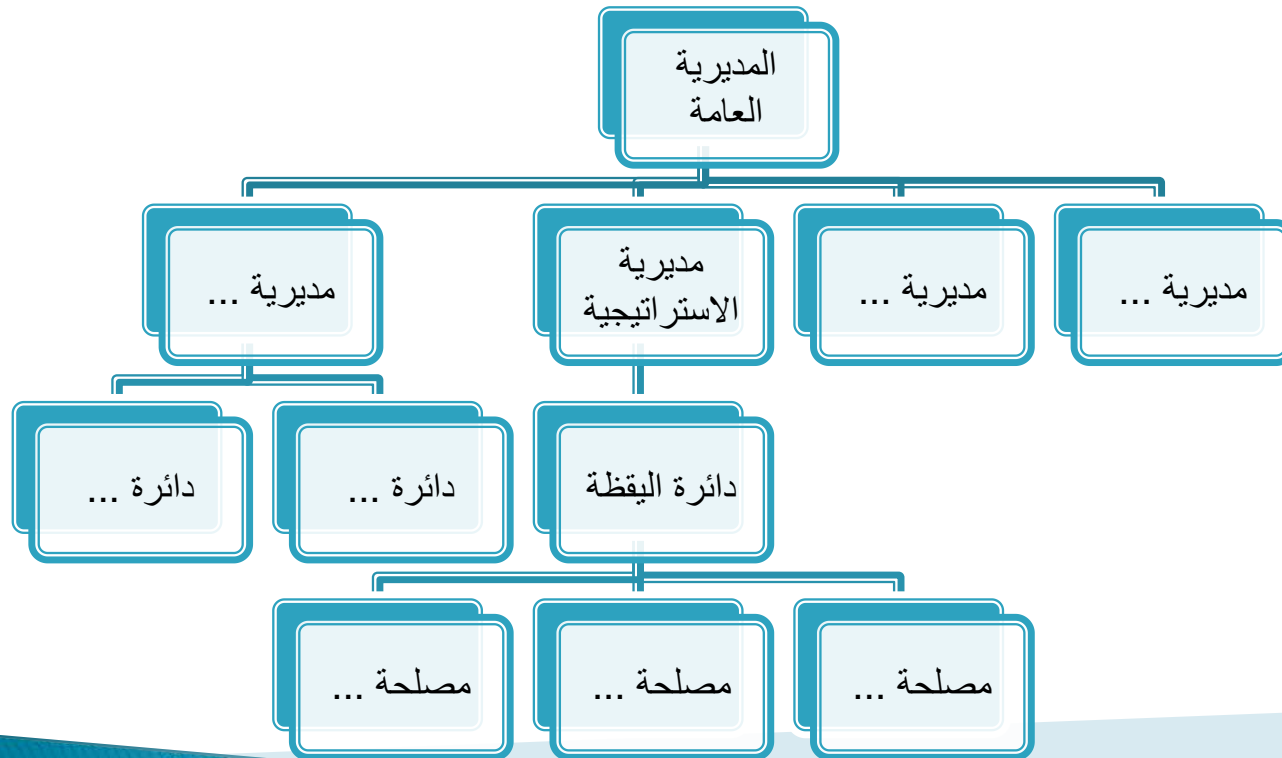 المديرية
العامة
مديرية ...
مديرية ...
مديرية
الاستراتيجية
مديرية ...
دائرة اليقظة
دائرة ...
دائرة ...
مصلحة ...
مصلحة ...
مصلحة ...